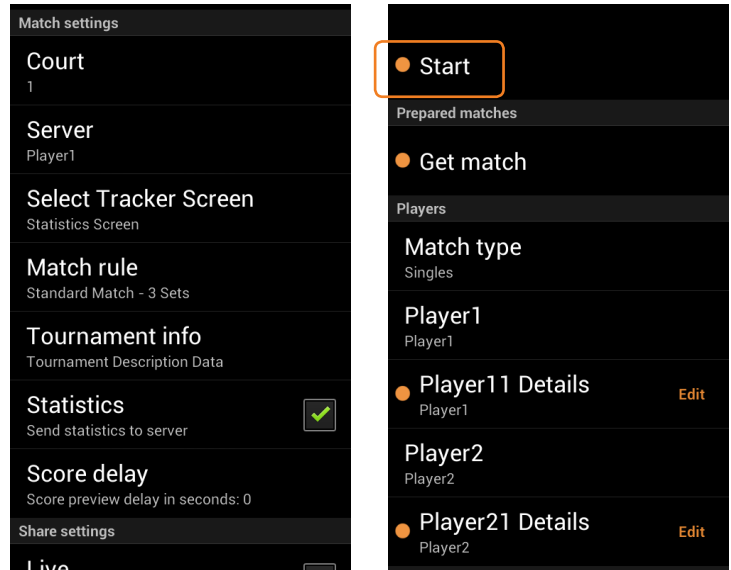 Match settings
Court
1
Server
Player1
Select Tracker Screen
Statistics Screen
Match rule
Standard Match - 3 Sets
Tournament info
Tournament Description Data
Statistics
Send statistics to server
Score delay
Score preview delay in seconds: 0
Share settings
Live
Start
Prepared matches
Get match
Players
Match type
Singles
Player1
Player1
Player11 Details
Edit
Player1
Player2
Player2
Player21 Details
Edit
Player2